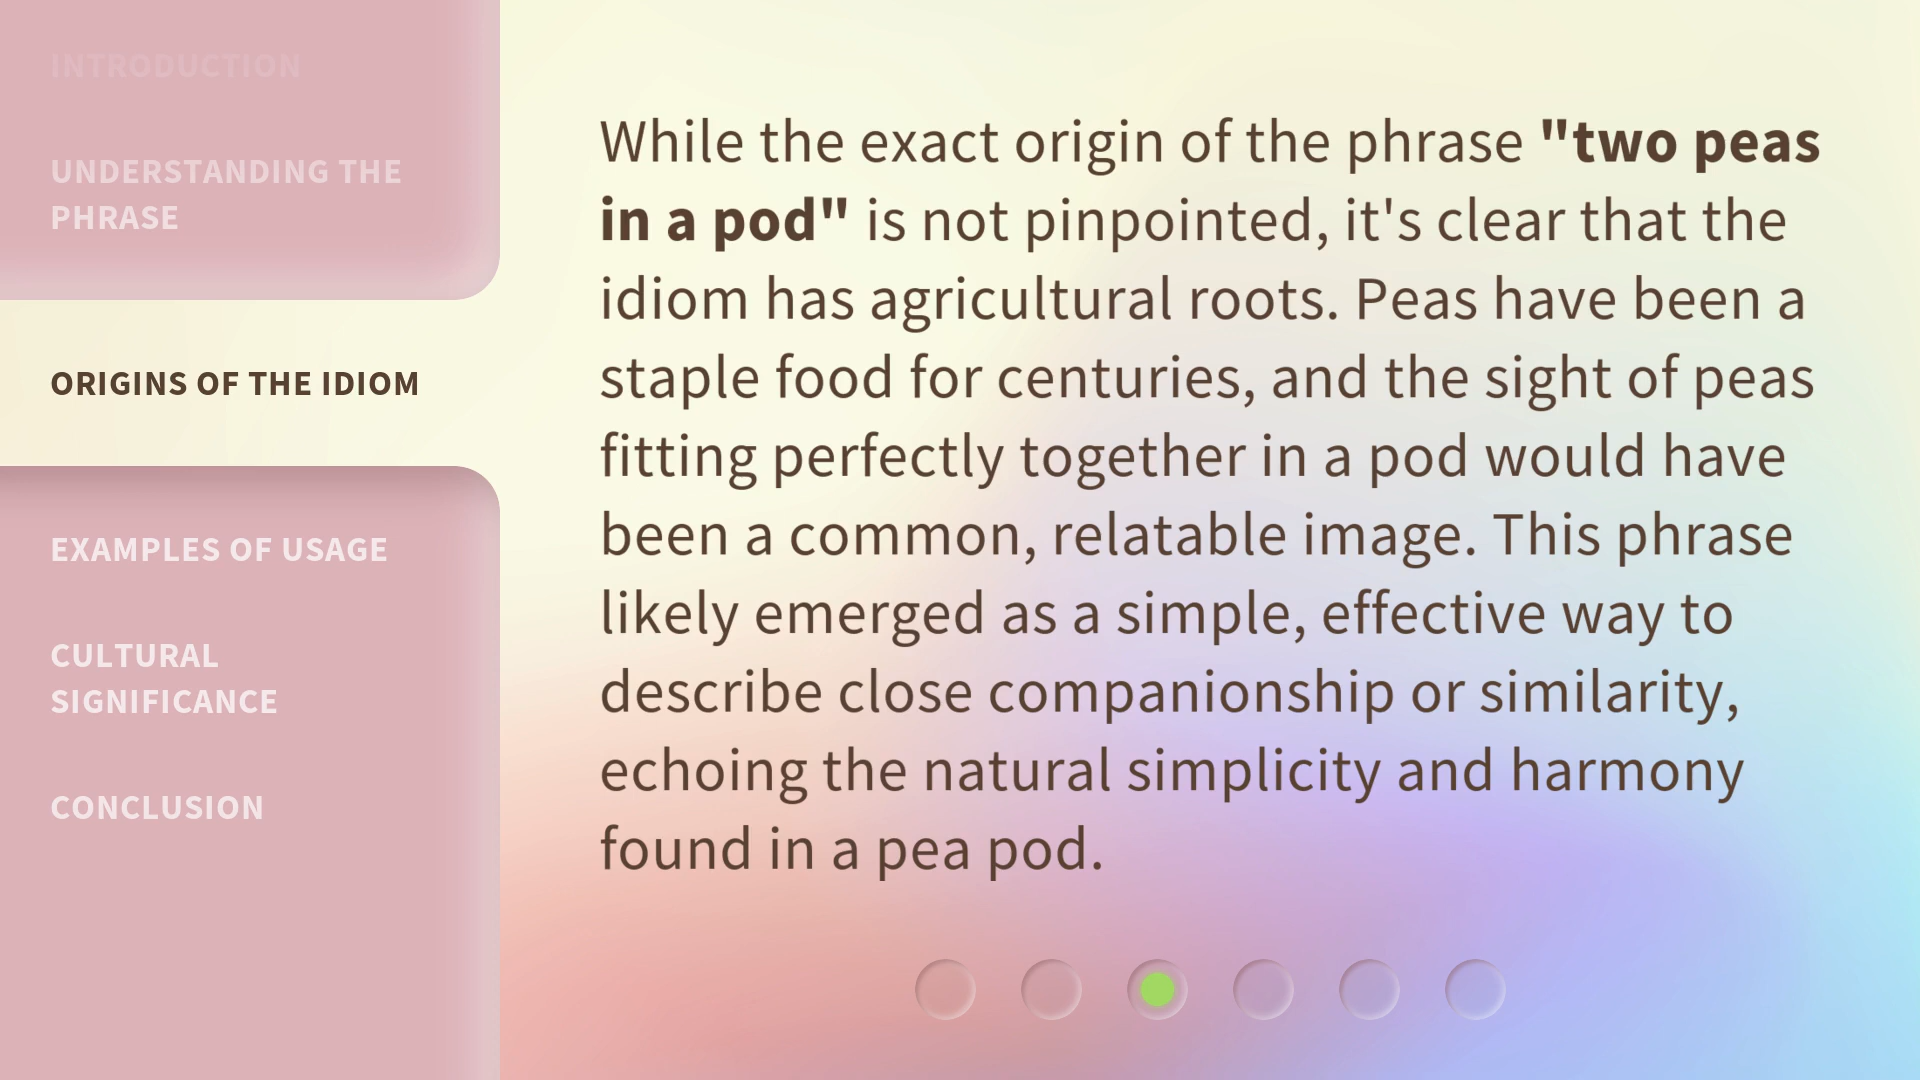 INTRODUCTION
UNDERSTANDING THE
PHRASE
ORIGINS OF THE IDIOM
EXAMPLES OF USAGE
CULTURAL
SIGNIFICANCE
CONCLUSION
While the exact origin of the phrase "two peas
in a pod" is not pinpointed, it's clear that the
idiom has agricultural roots. Peas have been a
staple food for centuries, and the sight of peas
fitting perfectly together in a pod would have
been a common, relatable image. This phrase
likely emerged as a simple, effective way to
describe close companionship or similarity,
echoing the natural simplicity and harmony
found in a pea pod.